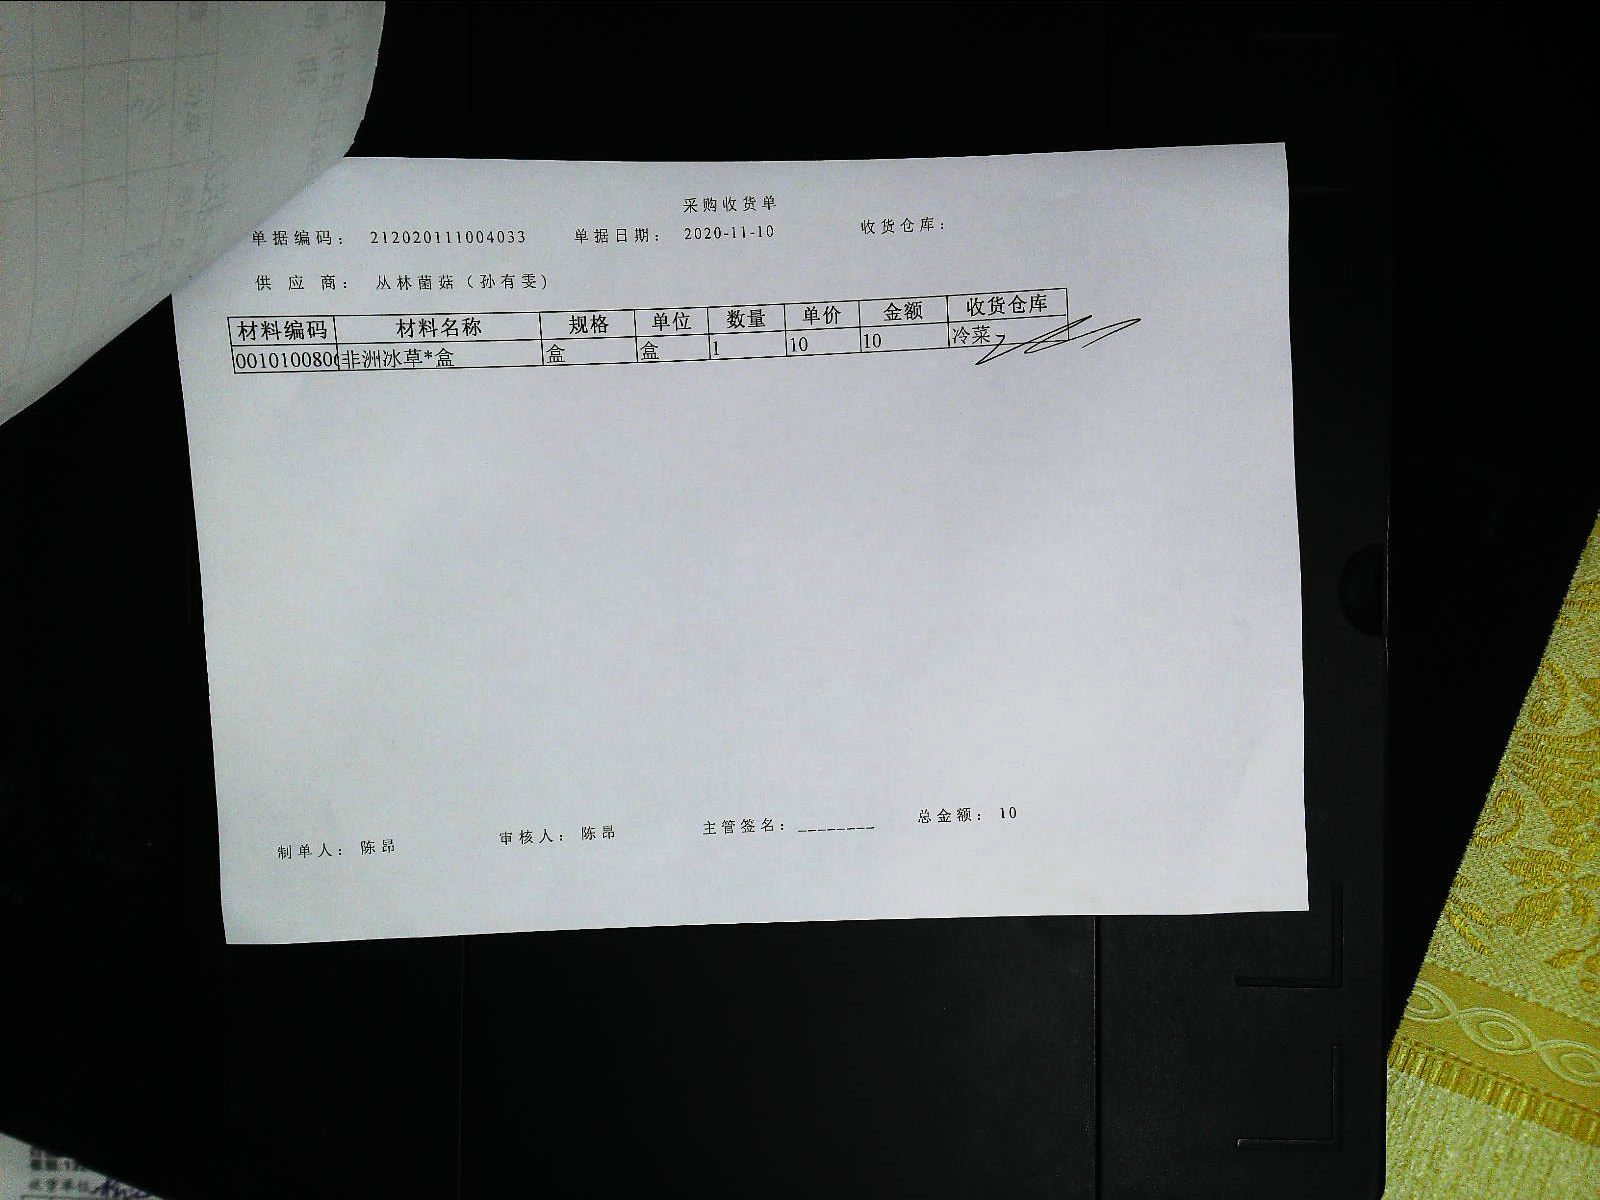 采购收货单
单据编码： 212020111004033 单据日期： 2020-11-10 收货仓库：
供 应 商： 丛林菌菇（孙有雯）
材料编码 材料名称 规格 单位 数量 单价 金额 收货仓库
001010080 非洲冰草*盒 盒 盒 1 10 10 冷菜
制单人： 陈昂 审核人： 陈昂 主管签名：________ 总金额： 10